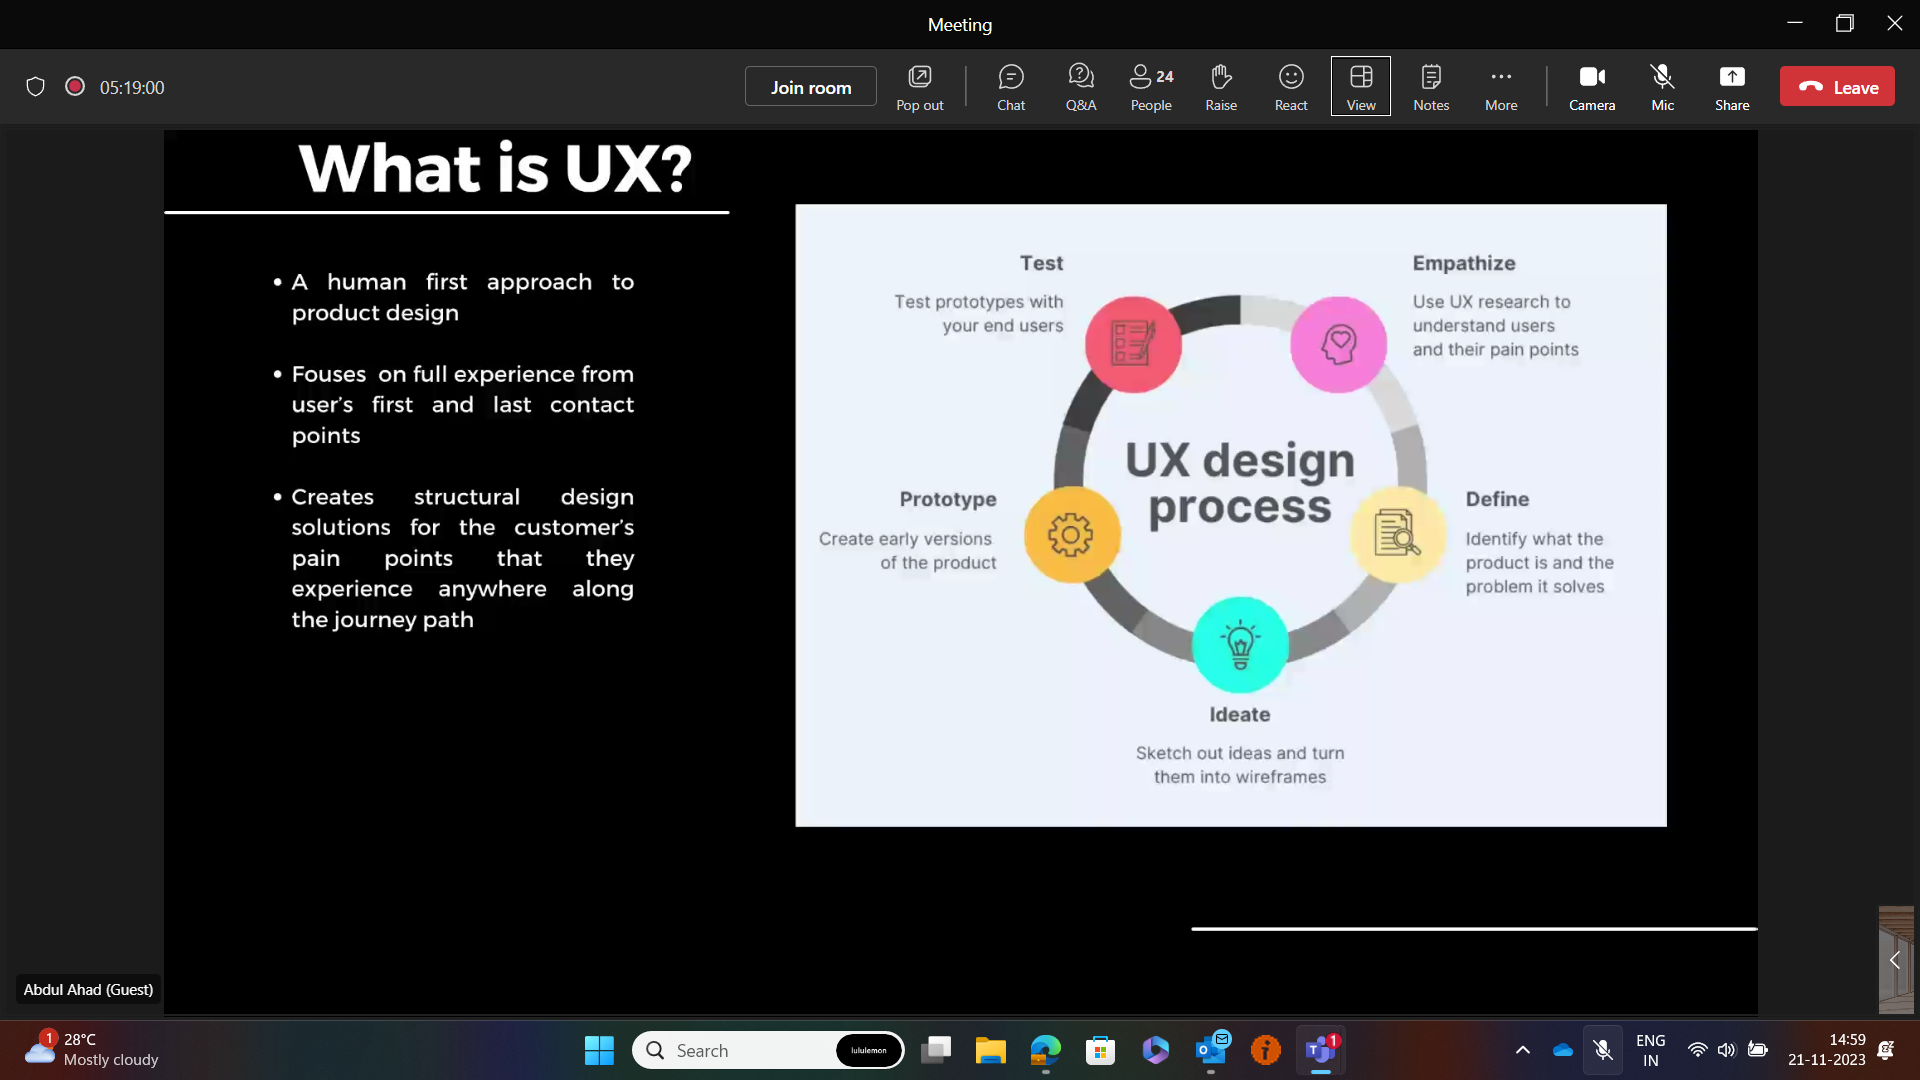 Meeting
05:19:00
Join room
Pop out
Chat
Q&A
24
People
Raise
React
View
Notes
More
Camera
Mic
Share
Leave
What is UX?
• A human first approach to
product design
• Fouses on full experience from
user's first and last contact
points
• Creates structural design
solutions for the customer's
pain points that they
experience anywhere along
the journey path
UX design
process
Test
Test prototypes with
your end users
Empathize
Use UX research to
understand users
and their pain points
Prototype
Create early versions
of the product
Define
Identify what the
product is and the
problem it solves
Ideate
Sketch out ideas and turn
them into wireframes
Abdul Ahad (Guest)
1
28°C
Mostly cloudy
Search
lululemon
1
ENG
IN
14:59
21-11-2023